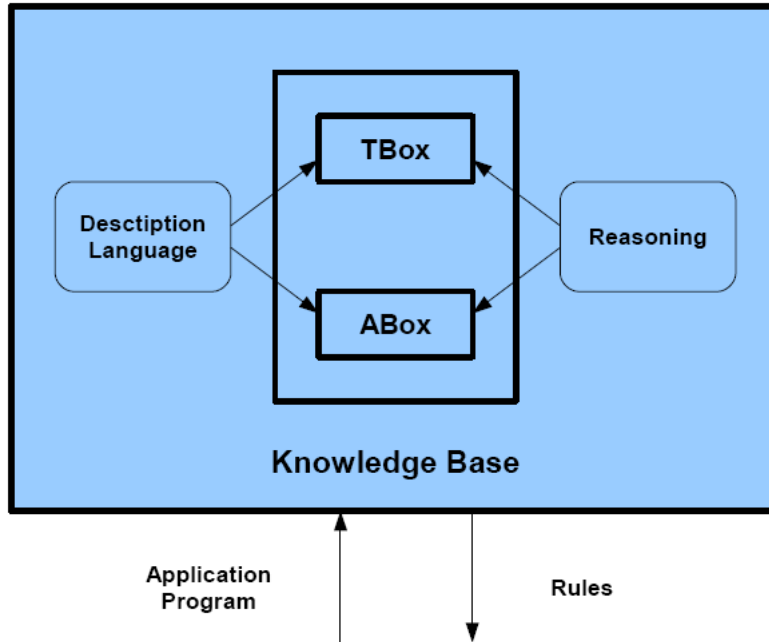 TBox
Desctiption
Language
Reasoning
ABox
Knowledge Base
Application
Program
Rules